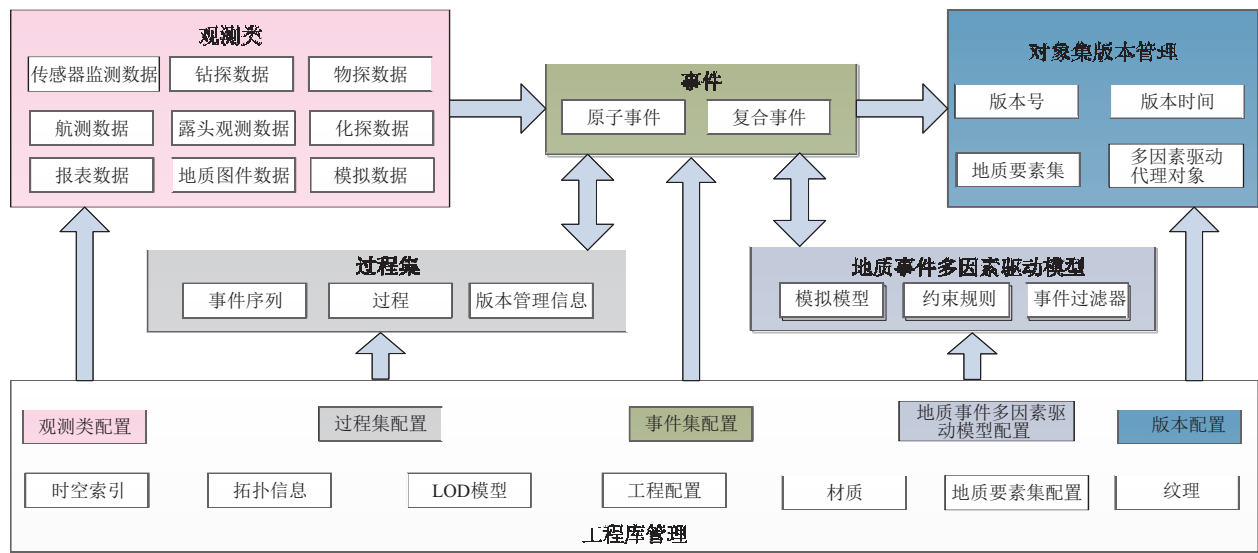 观测类
传感器监测数据
钻探数据
物探数据
航测数据
露头观测数据
化探数据
报表数据
地质图件数据
模拟数据
事件
原子事件
复合事件
对象集版本管理
版本号
版本时间
地质要素集
多因素驱动
代理对象
过程集
事件序列
过程
版本管理信息
地质事件多因素驱动模型
模拟模型
约束规则
事件过滤器
观测类配置
过程集配置
事件集配置
地质事件多因素驱
动模型配置
版本配置
时空索引
拓扑信息
LOD模型
工程配置
材质
地质要素集配置
纹理
工程库管理